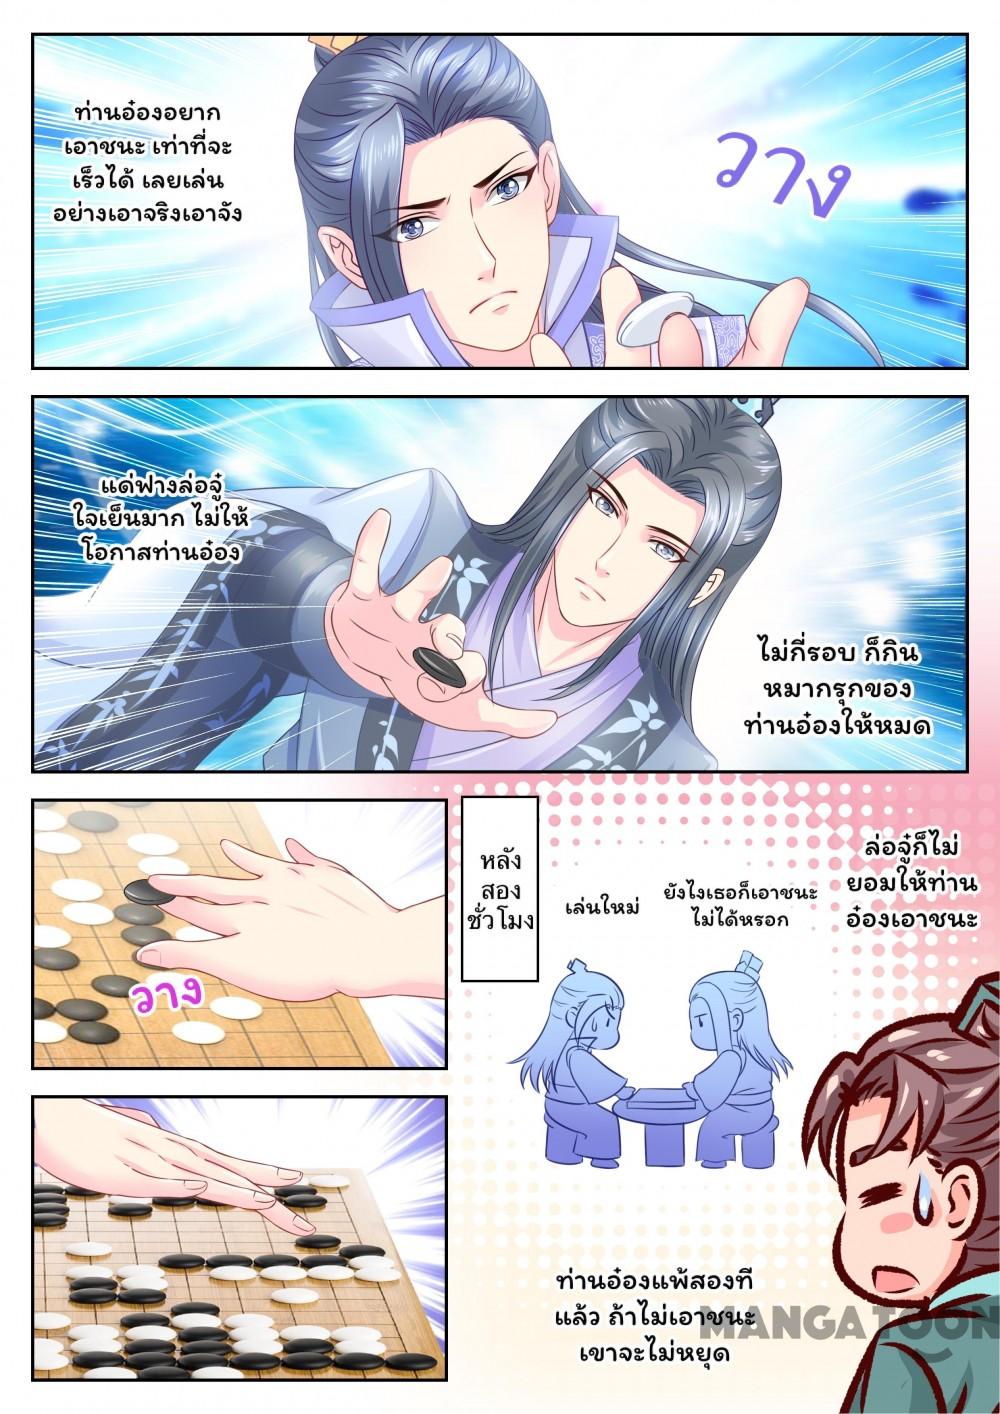 ท่านอ๋องอยาก
เอาชนะ เท่าที่จะ
เร็วได้ เลยเล่น
อย่างเอาจริงเอาจัง
วาง
แด่ฟางล่อจู๋
ใจเย็นมาก ไม่ให้
โอกาสท่านอ๋อง
ไม่กี่รอบ ก็กิน
หมากรุกของ
ท่านอ๋องให้หมด
วาง
หลัง
สอง
ชั่วโมง
เล่นใหม่
ยังไงเธอก็เอาชนะ
ไม่ได้หรอก
ล่อจู๋ก็ไม่
ยอมให้ท่าน
อ๋องเอาชนะ
ท่านอ๋องแพ้สองที
แล้ว ถ้าไม่เอาชนะ
เขาจะไม่หยุด
MANGATOON